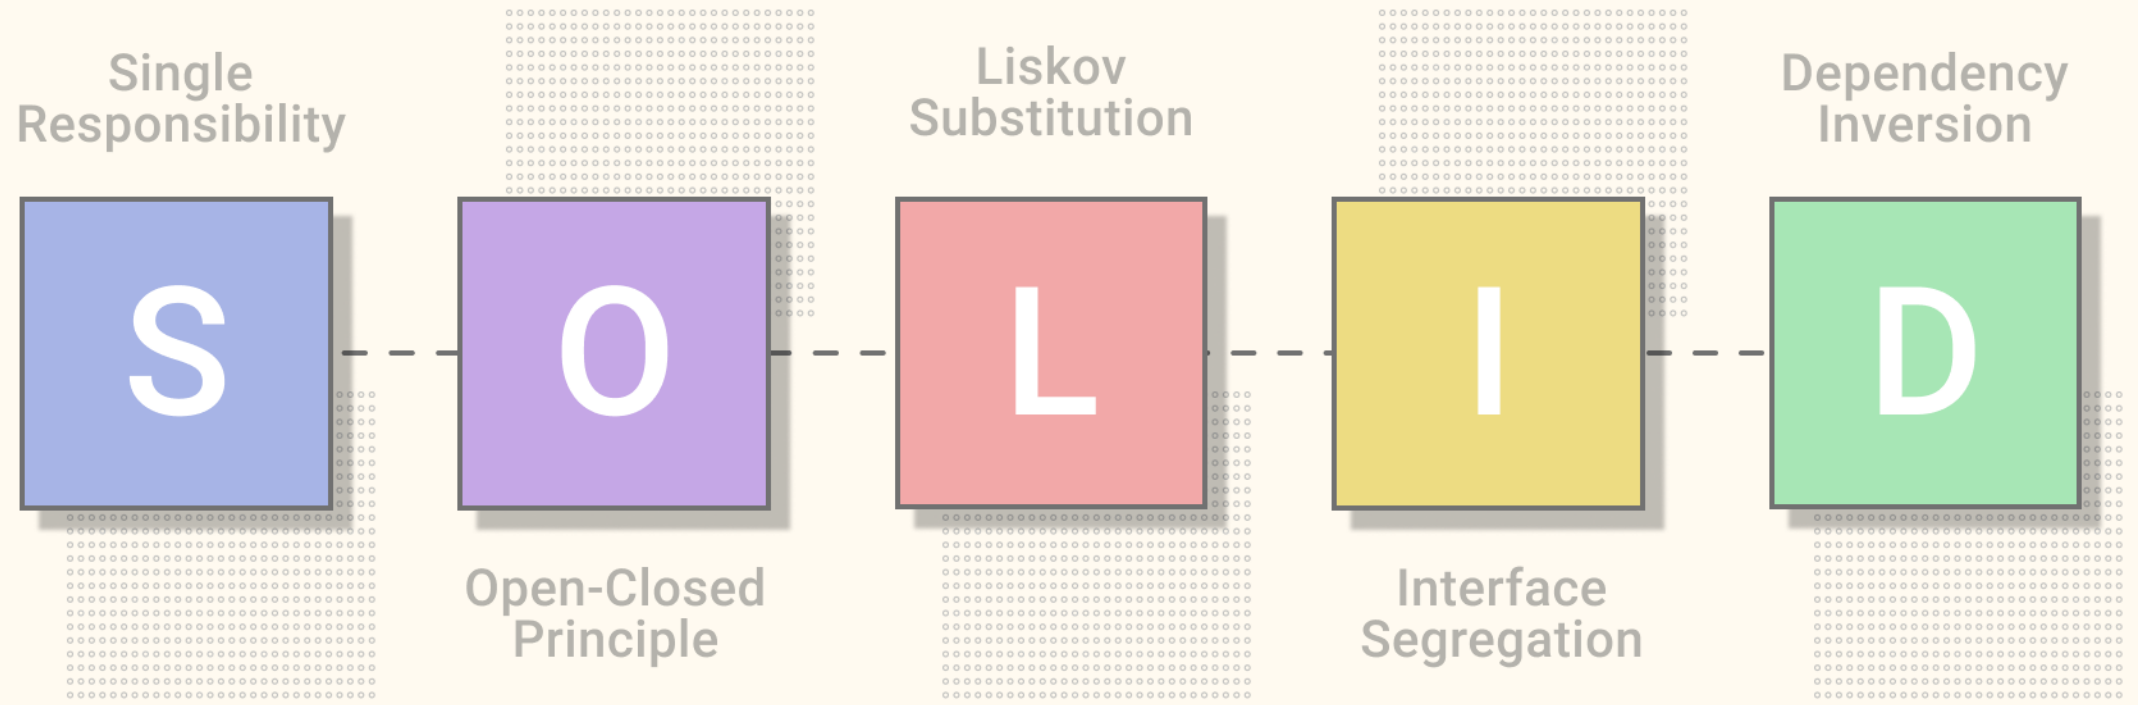 Single
Responsibility
S
O
Open-Closed
Principle
Liskov
Substitution
L
I
Interface
Segregation
Dependency
Inversion
D